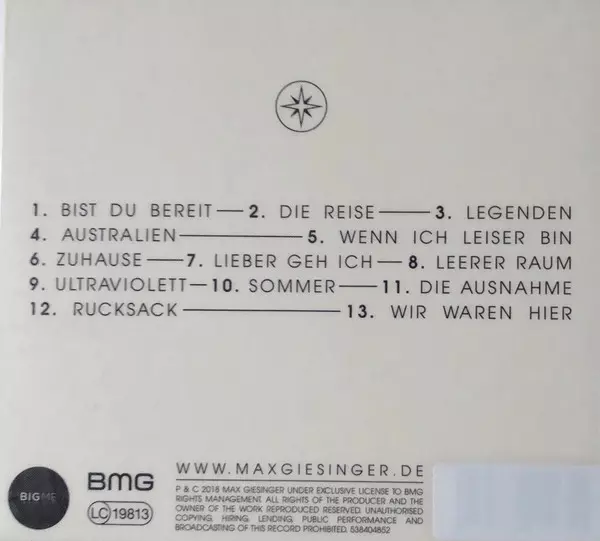 1. BIST DU BEREIT — 2. DIE REISE — 3. LEGENDEN
4. AUSTRALIEN — 5. WENN ICH LEISER BIN
6. ZUHAUSE — 7. LIEBER GEH ICH — 8. LEERER RAUM
9. ULTRAVIOLETT — 10. SOMMER — 11. DIE AUSNAHME
12. RUCKSACK — 13. WIR WAREN HIER
BIGME
BMG
LC 19813
WWW.MAXGIESINGER.DE
P & C 2018 MAX GIESINGER UNDER EXCLUSIVE LICENSE TO BMG
RIGHTS MANAGEMENT. ALL RIGHTS OF THE PRODUCER AND THE
OWNER OF THE WORK REPRODUCED RESERVED. UNAUTHORISED
COPYING, HIRING, LENDING, PUBLIC PERFORMANCE AND
BROADCASTING OF THIS RECORD PROHIBITED. 538404852